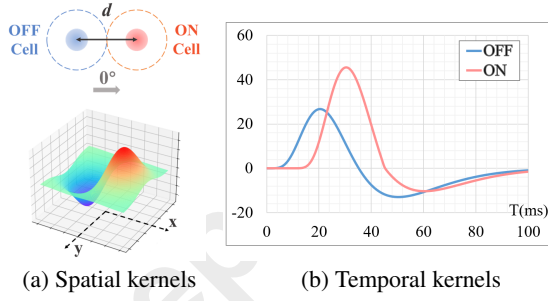 d
OFF
Cell
ON
Cell
0°
x
y
(a) Spatial kernels
60
40
20
0
-20
0 20 40 60 80 100
T(ms)
OFF
ON
(b) Temporal kernels